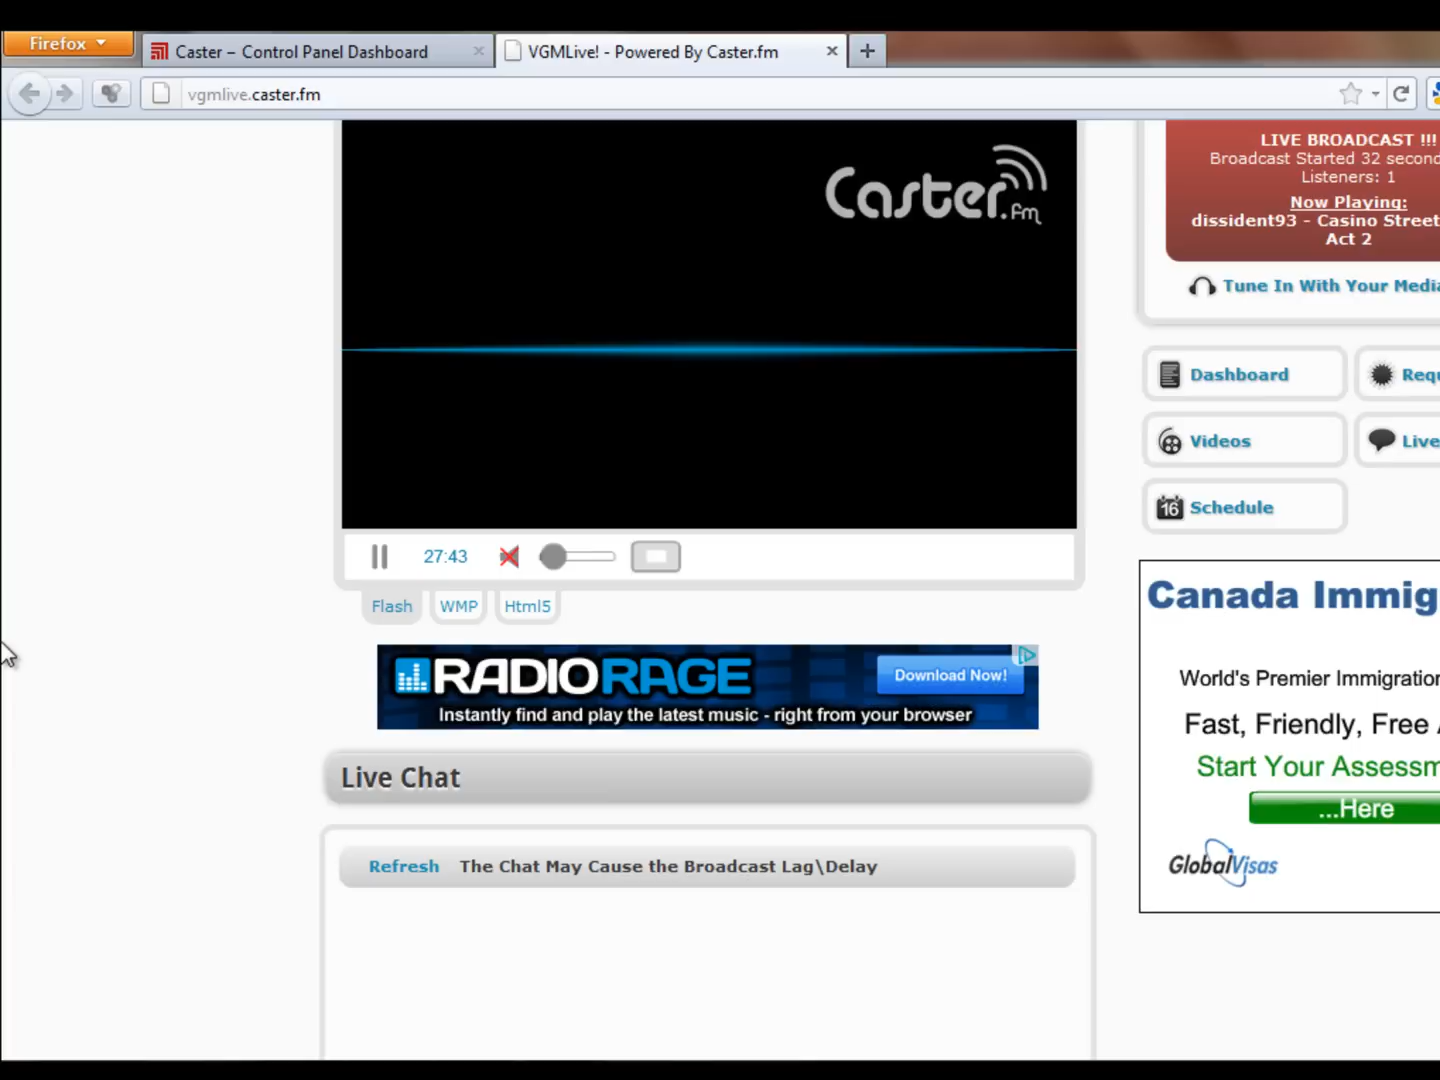 Firefox
Caster – Control Panel Dashboard
VGMLive! - Powered By Caster.fm
vgmlive.caster.fm
Caster.fm
LIVE BROADCAST !!!
Broadcast Started 32 second
Listeners: 1
Now Playing:
dissident93 - Casino Street
Act 2
Tune In With Your Media
Dashboard
Requ
Videos
Live
16
Schedule
27:43
Flash
WMP
Html5
RADIORAGE
Download Now!
Instantly find and play the latest music - right from your browser
Canada Immig
World's Premier Immigration
Fast, Friendly, Free A
Start Your Assessm
...Here
GlobalVisas
Live Chat
Refresh
The Chat May Cause the Broadcast Lag\Delay